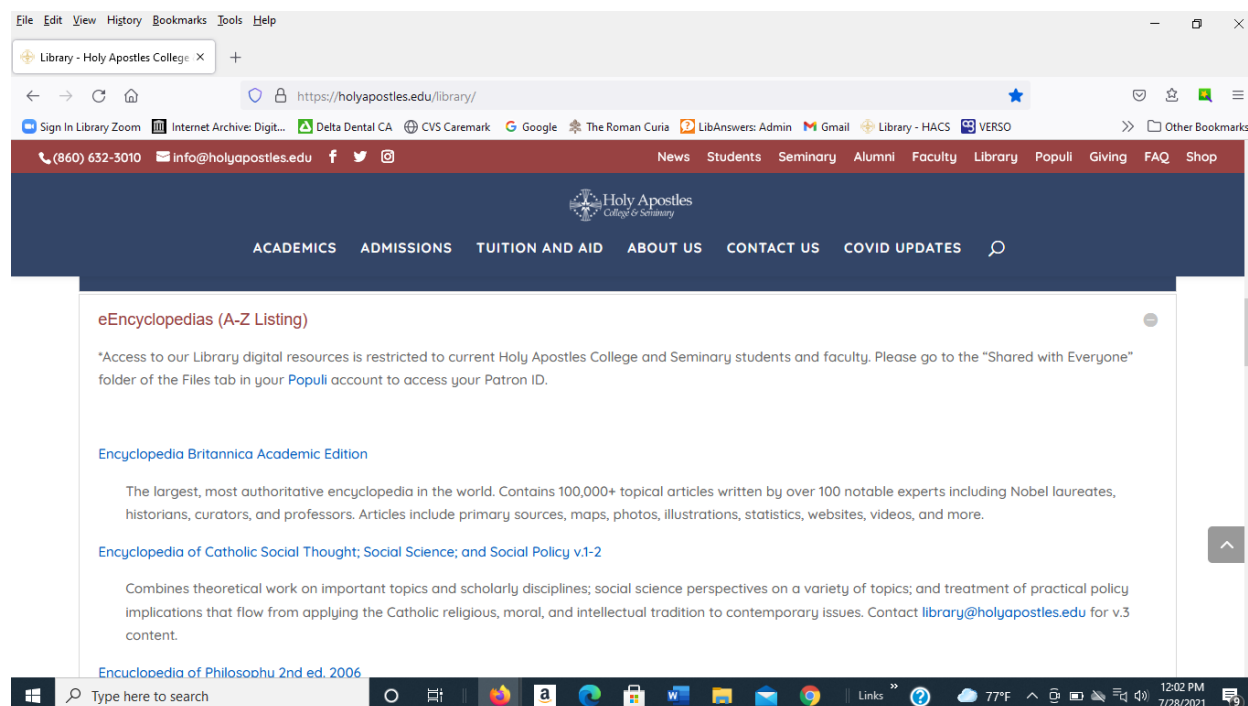 File Edit View History Bookmarks Tools Help
Library - Holy Apostles College
https://holyapostles.edu/library/
Sign In Library Zoom Internet Archive: Digit... Delta Dental CA CVS Caremark Google The Roman Curia LibAnswers: Admin Gmail Library - HACS VERSO Other Bookmarks
(860) 632-3010 info@holyapostles.edu News Students Seminary Alumni Faculty Library Populi Giving FAQ Shop
Holy Apostles
College & Seminary
ACADEMICS ADMISSIONS TUITION AND AID ABOUT US CONTACT US COVID UPDATES
eEncyclopedias (A-Z Listing)
*Access to our Library digital resources is restricted to current Holy Apostles College and Seminary students and faculty. Please go to the “Shared with Everyone”
folder of the Files tab in your Populi account to access your Patron ID.
Encyclopedia Britannica Academic Edition
The largest, most authoritative encyclopedia in the world. Contains 100,000+ topical articles written by over 100 notable experts including Nobel laureates,
historians, curators, and professors. Articles include primary sources, maps, photos, illustrations, statistics, websites, videos, and more.
Encyclopedia of Catholic Social Thought; Social Science; and Social Policy v.1-2
Combines theoretical work on important topics and scholarly disciplines; social science perspectives on a variety of topics; and treatment of practical policy
implications that flow from applying the Catholic religious, moral, and intellectual tradition to contemporary issues. Contact library@holyapostles.edu for v.3
content.
Encyclopedia of Philosophy 2nd ed. 2006
Type here to search Links 77°F 12:02 PM
7/28/2021